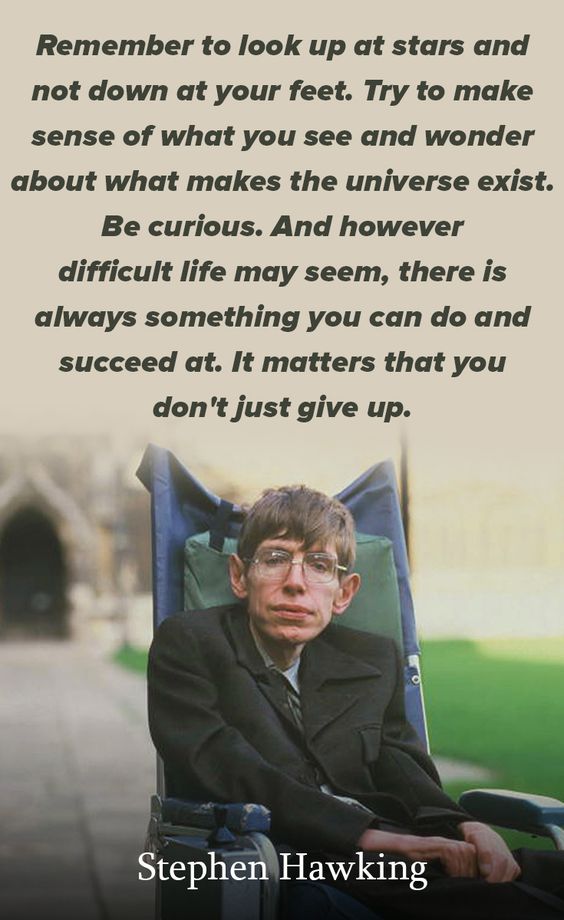 Remember to look up at stars and
not down at your feet. Try to make
sense of what you see and wonder
about what makes the universe exist.
Be curious. And however
difficult life may seem, there is
always something you can do and
succeed at. It matters that you
don't just give up.
Stephen Hawking